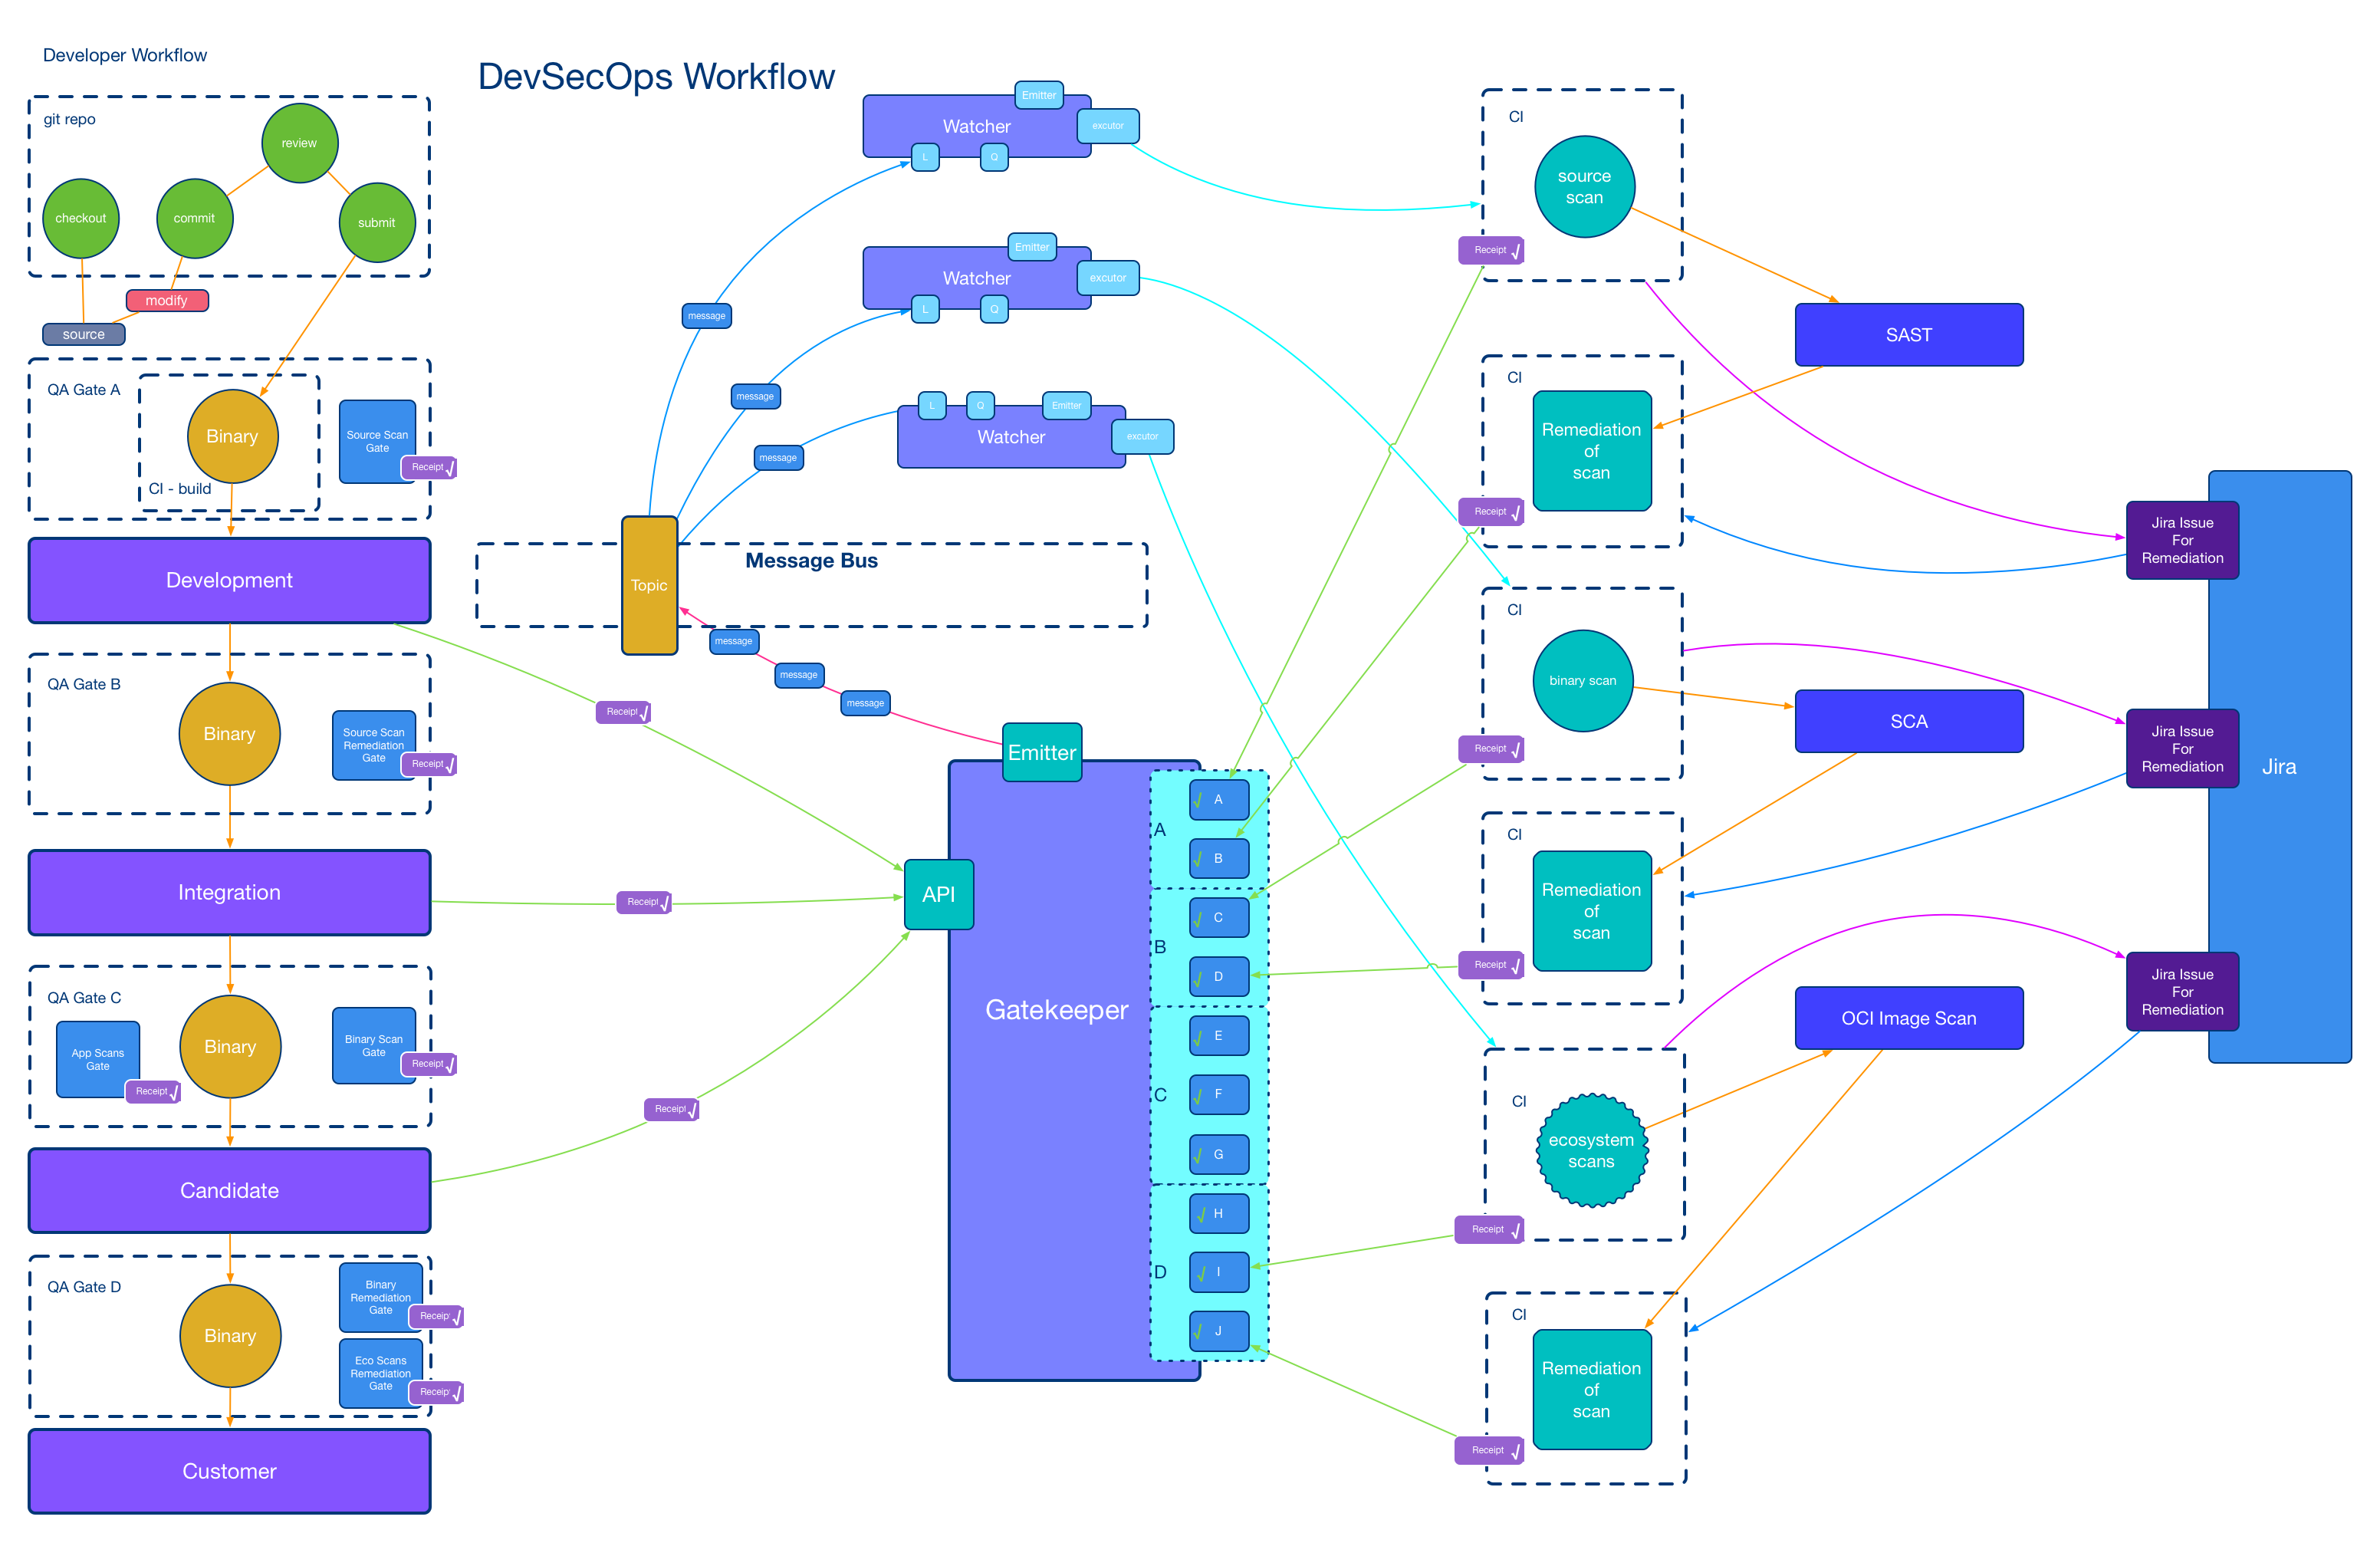 Developer Workflow
DevSecOps Workflow
git repo
review
checkout
commit
submit
modify
source
QA Gate A
Binary
CI - build
Source Scan
Gate
Receipt √
Development
QA Gate B
Binary
Source Scan
Remediation
Gate
Receipt √
Integration
QA Gate C
App Scans
Gate
Receipt √
Binary
Binary Scan
Gate
Receipt √
Candidate
QA Gate D
Binary
Binary
Remediation
Gate
Receipt √
Eco Scans
Remediation
Gate
Receipt √
Customer
Emitter
Watcher
excutor
L
Q
message
Emitter
Watcher
excutor
L
Q
message
L
Q
Emitter
Watcher
excutor
message
Message Bus
Topic
message
message
message
Receipt √
Receipt √
Receipt √
Emitter
API
Gatekeeper
A
√ A
√ B
B
√ C
√ D
C
√ E
√ F
√ G
D
√ H
√ I
√ J
CI
source
scan
Receipt √
SAST
CI
Remediation
of
scan
Receipt √
CI
binary scan
Receipt √
SCA
CI
Remediation
of
scan
Receipt √
CI
ecosystem
scans
Receipt √
OCI Image Scan
CI
Remediation
of
scan
Receipt √
Jira Issue
For
Remediation
Jira Issue
For
Remediation
Jira Issue
For
Remediation
Jira